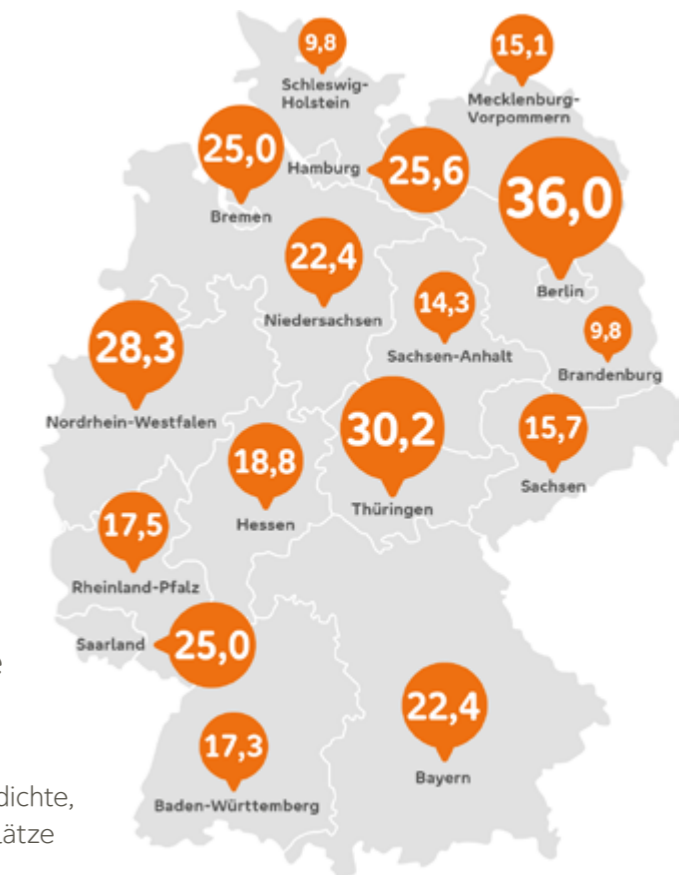 9,8
Schleswig-
Holstein
15,1
Mecklenburg-
Vorpommern
25,0
Bremen
Hamburg
25,6
36,0
Berlin
22,4
Niedersachsen
14,3
Sachsen-Anhalt
9,8
Brandenburg
28,3
Nordrhein-Westfalen
18,8
Hessen
30,2
Thüringen
15,7
Sachsen
17,5
Rheinland-Pfalz
Saarland
25,0
22,4
Bayern
17,3
Baden-Württemberg